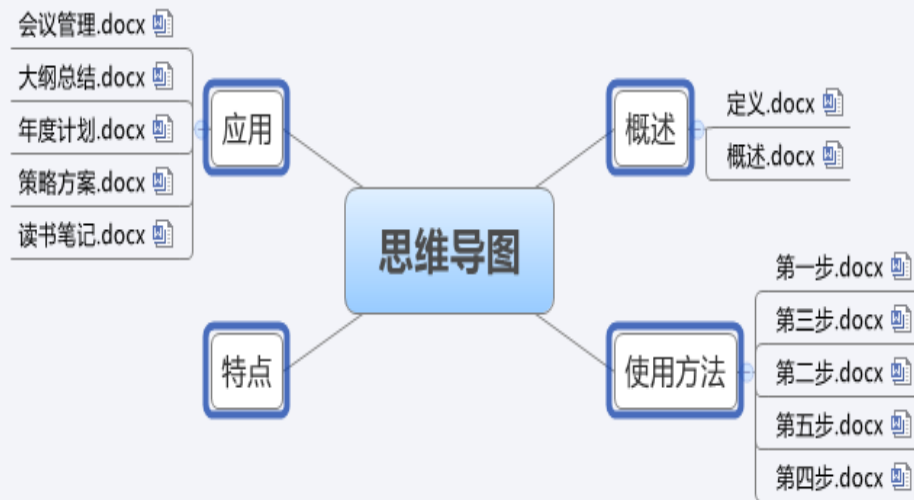 会议管理.docx
大纲总结.docx
年度计划.docx
策略方案.docx
读书笔记.docx
应用
特点
思维导图
概述
定义.docx
概述.docx
使用方法
第一步.docx
第三步.docx
第二步.docx
第五步.docx
第四步.docx